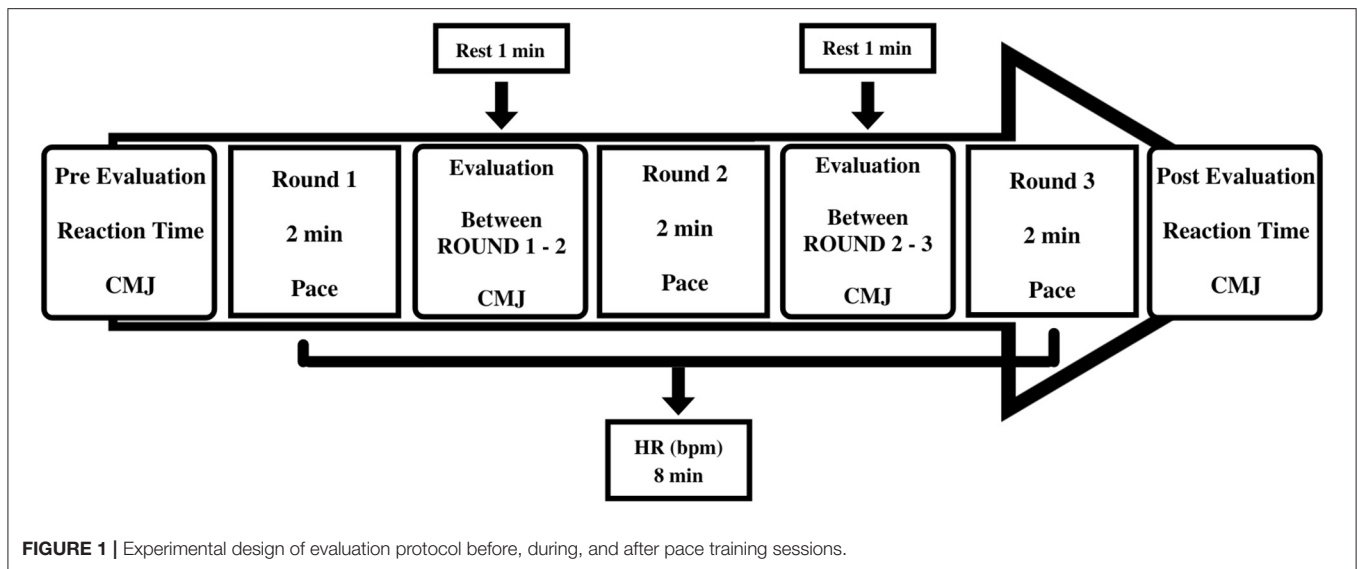 Rest 1 min
Rest 1 min
Pre Evaluation
Reaction Time
CMJ
Round 1
2 min
Pace
Evaluation
Between
ROUND 1 - 2
CMJ
Round 2
2 min
Pace
Evaluation
Between
ROUND 2 - 3
CMJ
Round 3
2 min
Pace
Post Evaluation
Reaction Time
CMJ
HR (bpm)
8 min
FIGURE 1 | Experimental design of evaluation protocol before, during, and after pace training sessions.